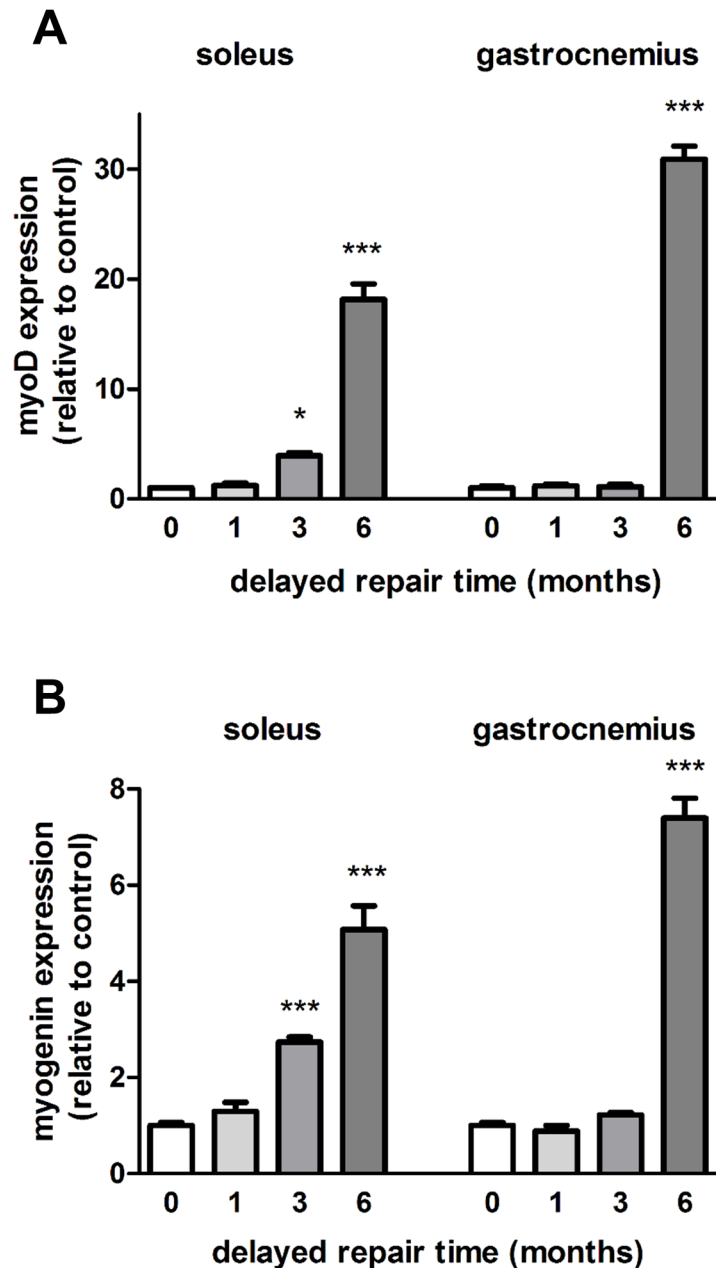 A
soleus gastrocnemius
myoD expression
(relative to control)
30
20
10
0
* *** ***
0 1 3 6 0 1 3 6
delayed repair time (months)
B
soleus gastrocnemius
myogenin expression
(relative to control)
8
6
4
2
0
*** *** ***
0 1 3 6 0 1 3 6
delayed repair time (months)